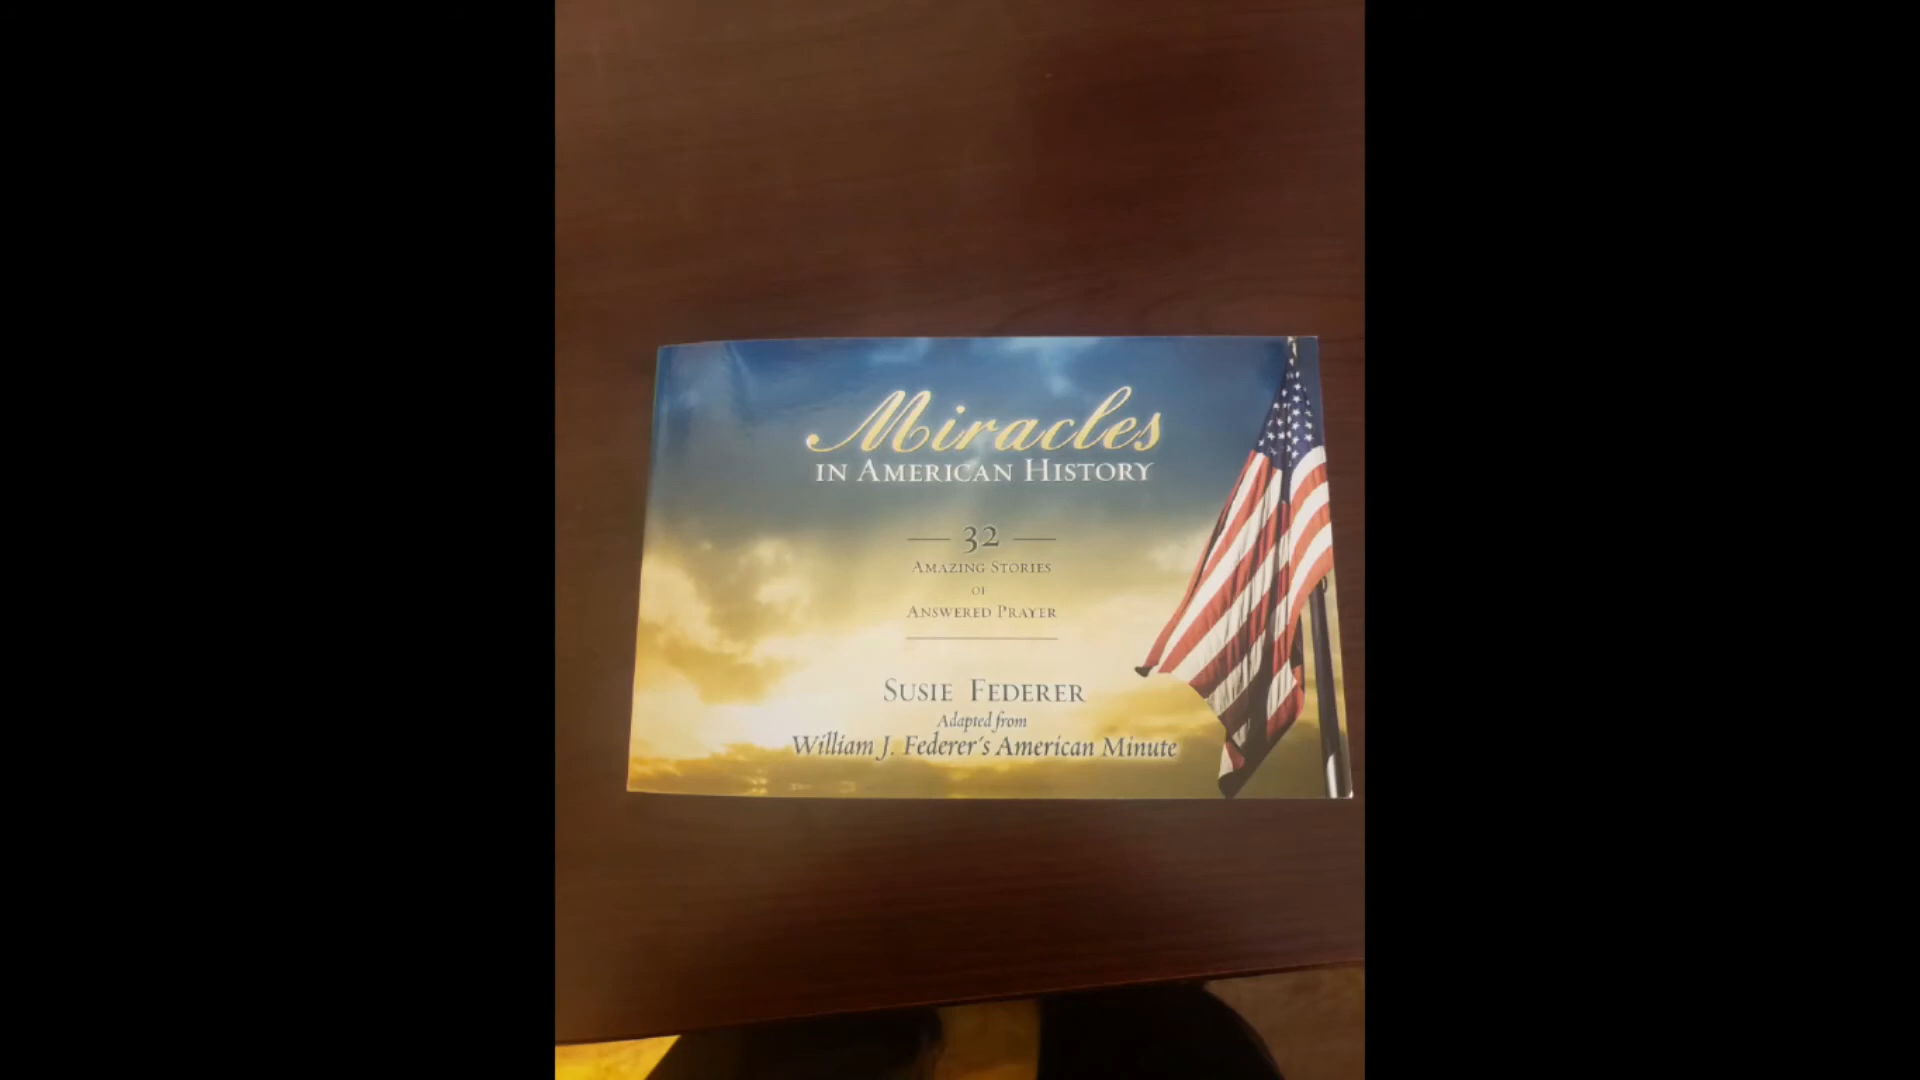 Miracles
IN AMERICAN HISTORY
32
AMAZING STORIES
OF
ANSWERED PRAYER
SUSIE FEDERER
Adapted from
William J. Federer's American Minute